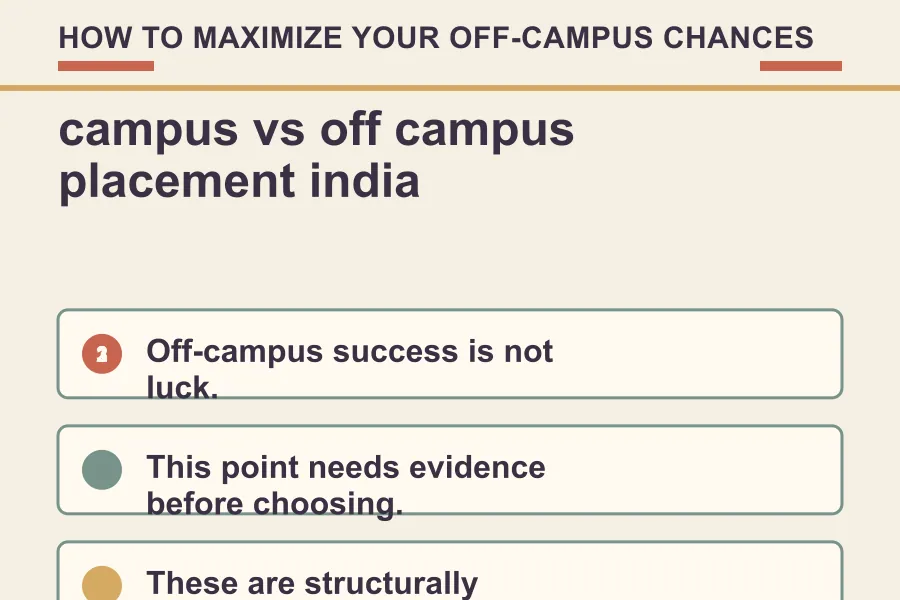 HOW TO MAXIMIZE YOUR OFF-CAMPUS CHANCES
campus vs off campus
placement india
Off-campus success is not
luck.
This point needs evidence
before choosing.
These are structurally